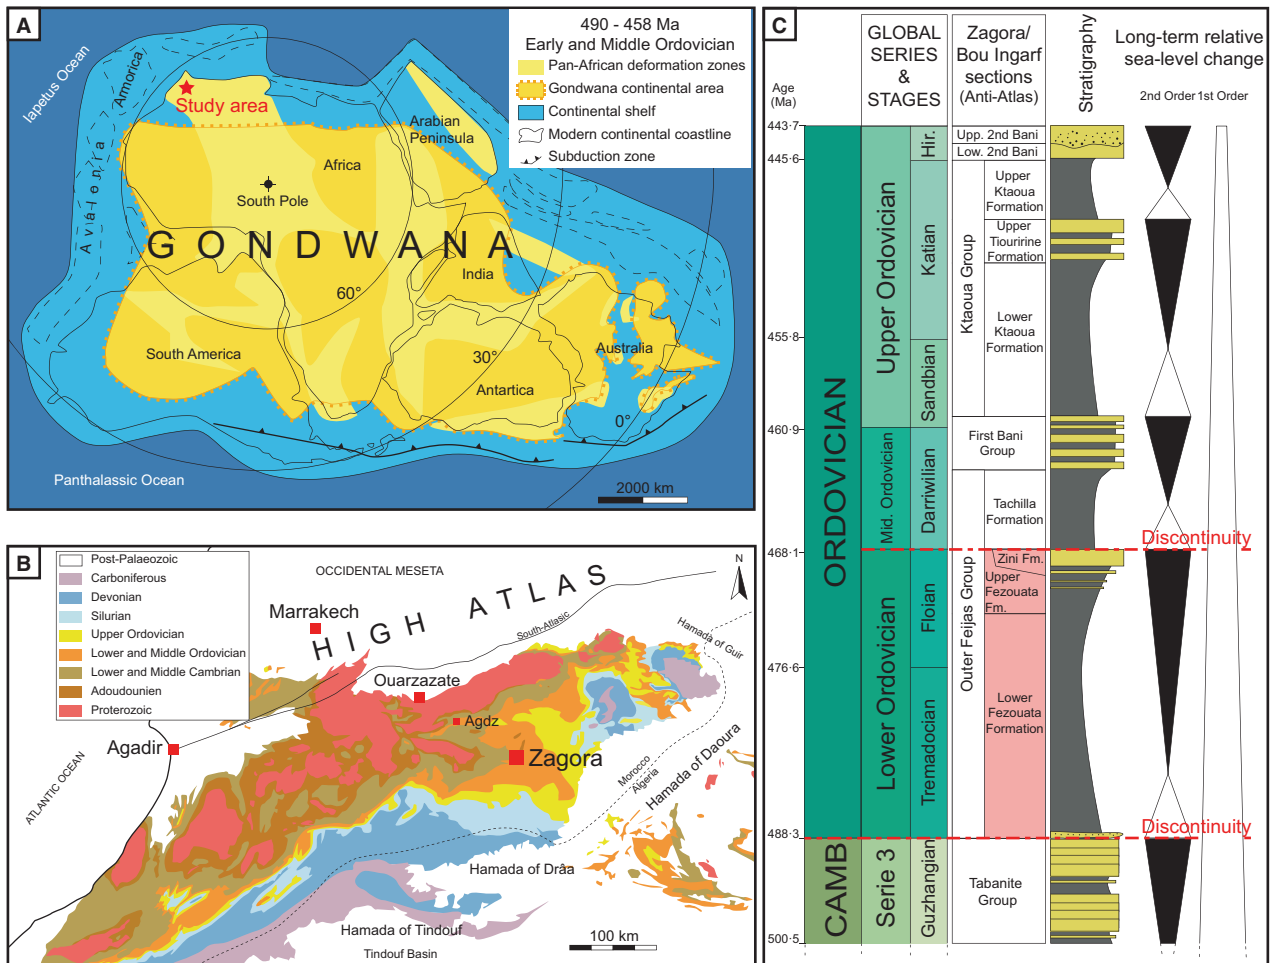 A
490 - 458 Ma
Early and Middle Ordovician
Pan-African deformation zones
Gondwana continental area
Continental shelf
Modern continental coastline
Subduction zone
Iapetus Ocean
Armorica
Avalonia
Study area
Arabian
Peninsula
Africa
South Pole
GONDWANA
India
60°
30°
0°
South America
Australia
Antartica
Panthalassic Ocean
2000 km
B
Post-Palaeozoic
Carboniferous
Devonian
Silurian
Upper Ordovician
Lower and Middle Ordovician
Lower and Middle Cambrian
Adoudounien
Proterozoic
OCCIDENTAL MESETA
N
Marrakech
HIGH ATLAS
South-Atlasic
Hamada of Guir
Ouarzazate
Agdz
Agadir
Zagora
ATLANTIC OCEAN
Morocco
Algeria
Hamada of Daoura
Hamada of Drâa
Hamada of Tindouf
Tindouf Basin
100 km
C
Age
(Ma)
GLOBAL
SERIES
&
STAGES
Zagora/
Bou Ingarf
sections
(Anti-Atlas)
Stratigraphy
Long-term relative
sea-level change
2nd Order 1st Order
443·7
445·6
455·8
460·9
468·1
476·6
488·3
500·5
ORDOVICIAN
CAMB
Upper Ordovician
Mid. Ordovician
Lower Ordovician
Serie 3
Hir.
Katian
Sandbian
Darriwilian
Floian
Tremadocian
Guzhangian
Upp. 2nd Bani
Low. 2nd Bani
Ktaoua Group
Upper
Ktaoua
Formation
Upper
Tiouririne
Formation
Lower
Ktaoua
Formation
First Bani
Group
Tachilla
Formation
Outer Feijas Group
Zini Fm.
Upper
Fezouata
Fm.
Lower
Fezouata
Formation
Tabanite
Group
Discontinuity
Discontinuity